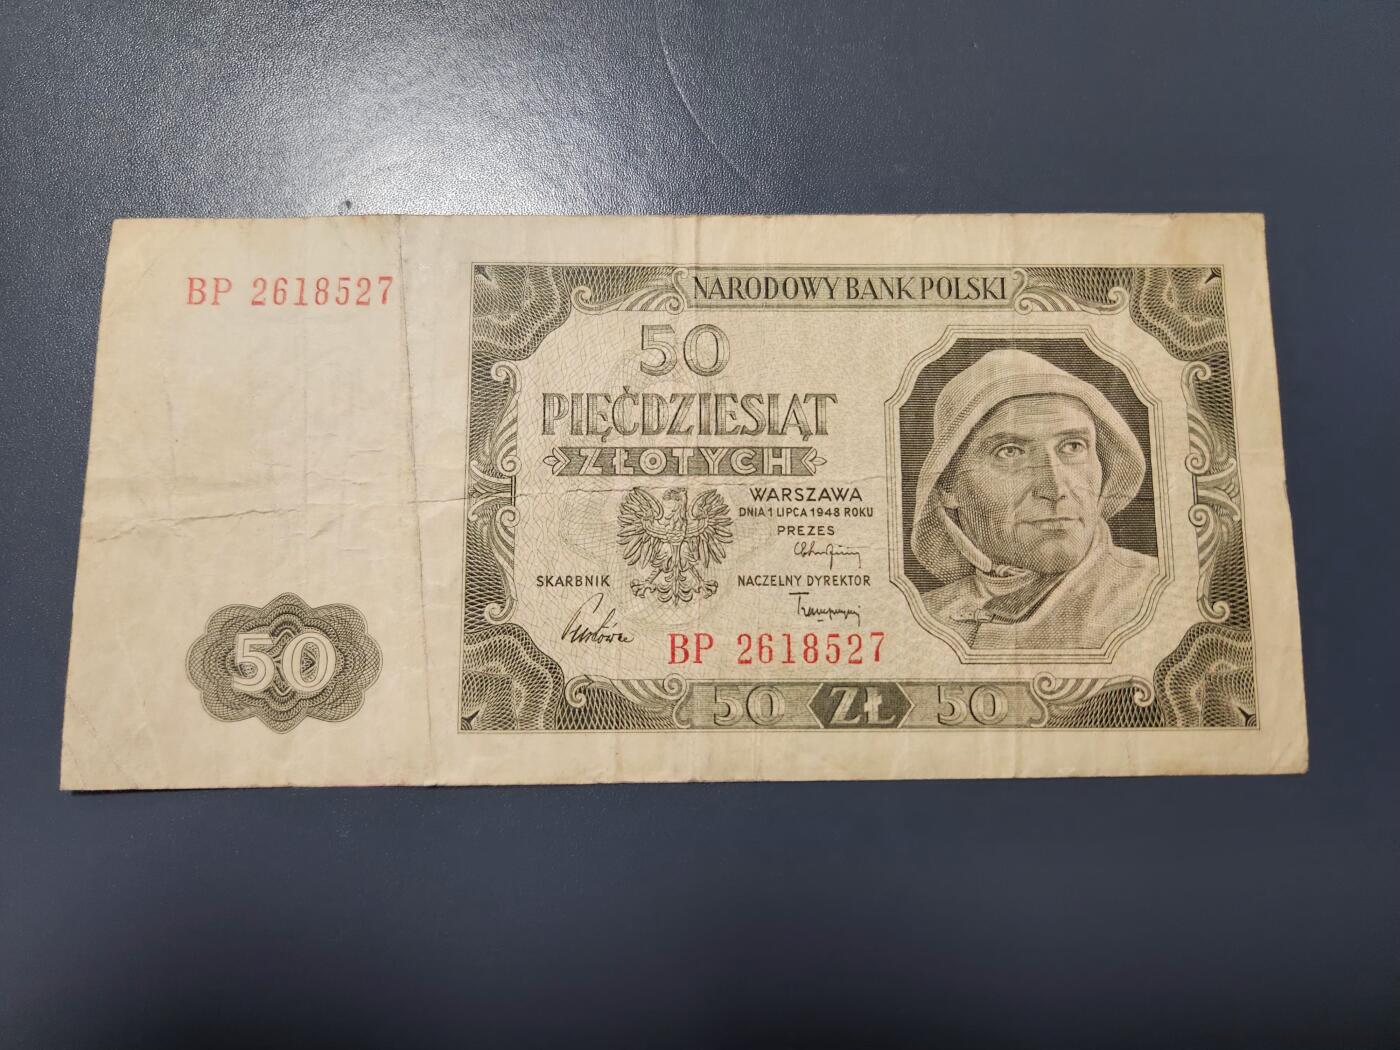 BP 2618527
NARODOWY BANK POLSKI
50
PIĘĆDZIESIĄT
ZŁOTYCH
WARSZAWA
DNIA 1 LIPCA 1948 ROKU
PREZES
SKARBNIK
NACZELNY DYREKTOR
BP 2618527
50
50 ZŁ 50